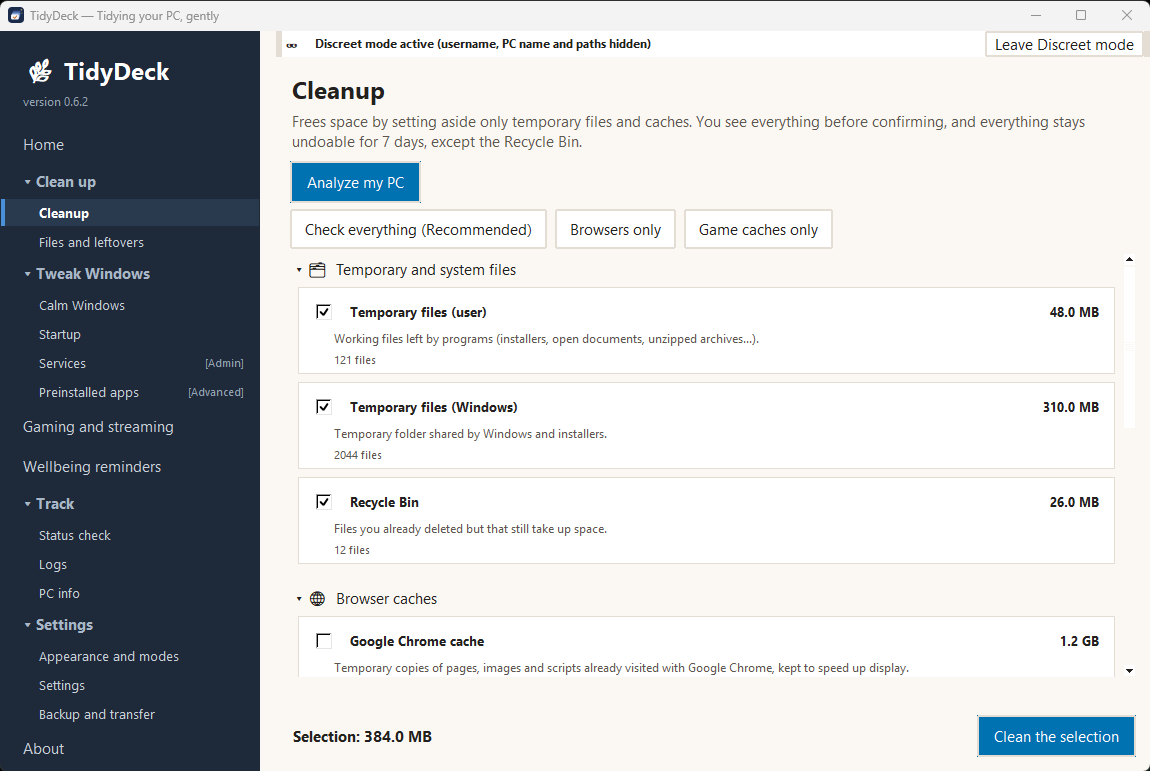 TidyDeck — Tidying your PC, gently
TidyDeck
version 0.6.2
Home
Clean up
Cleanup
Files and leftovers
Tweak Windows
Calm Windows
Startup
Services [Admin]
Preinstalled apps [Advanced]
Gaming and streaming
Wellbeing reminders
Track
Status check
Logs
PC info
Settings
Appearance and modes
Settings
Backup and transfer
About
Discreet mode active (username, PC name and paths hidden)
Leave Discreet mode
Cleanup
Frees space by setting aside only temporary files and caches. You see everything before confirming, and everything stays
undoable for 7 days, except the Recycle Bin.
Analyze my PC
Check everything (Recommended) Browsers only Game caches only
Temporary and system files
Temporary files (user) 48.0 MB
Working files left by programs (installers, open documents, unzipped archives...).
121 files
Temporary files (Windows) 310.0 MB
Temporary folder shared by Windows and installers.
2044 files
Recycle Bin 26.0 MB
Files you already deleted but that still take up space.
12 files
Browser caches
Google Chrome cache 1.2 GB
Temporary copies of pages, images and scripts already visited with Google Chrome, kept to speed up display.
Selection: 384.0 MB
Clean the selection